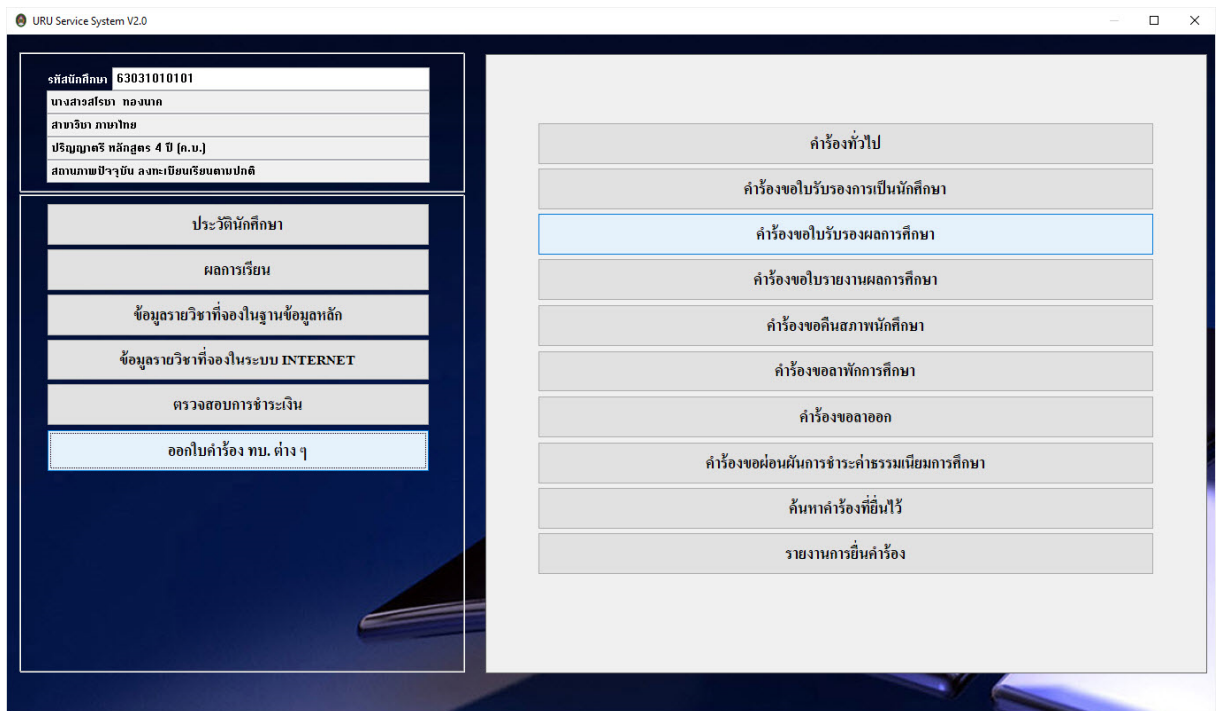 URU Service System V2.0
รหัสนักศึกษา 63031010101
นางสาวสโรชา ทองนาค
สาขาวิชา ภาษาไทย
ปริญญาตรี หลักสูตร 4 ปี (ค.บ.)
สถานภาพปัจจุบัน ลงทะเบียนเรียนตามปกติ
ประวัตินักศึกษา
ผลการเรียน
ข้อมูลรายวิชาที่จองในฐานข้อมูลหลัก
ข้อมูลรายวิชาที่จองในระบบ INTERNET
ตรวจสอบการชำระเงิน
ออกใบคำร้อง ทบ. ต่าง ๆ
คำร้องทั่วไป
คำร้องขอใบรับรองการเป็นนักศึกษา
คำร้องขอใบรับรองผลการศึกษา
คำร้องขอใบรายงานผลการศึกษา
คำร้องขอคืนสภาพนักศึกษา
คำร้องขอลาพักการศึกษา
คำร้องขอลาออก
คำร้องขอผ่อนผันการชำระค่าธรรมเนียมการศึกษา
ค้นหาคำร้องที่ยื่นไว้
รายงานการยื่นคำร้อง